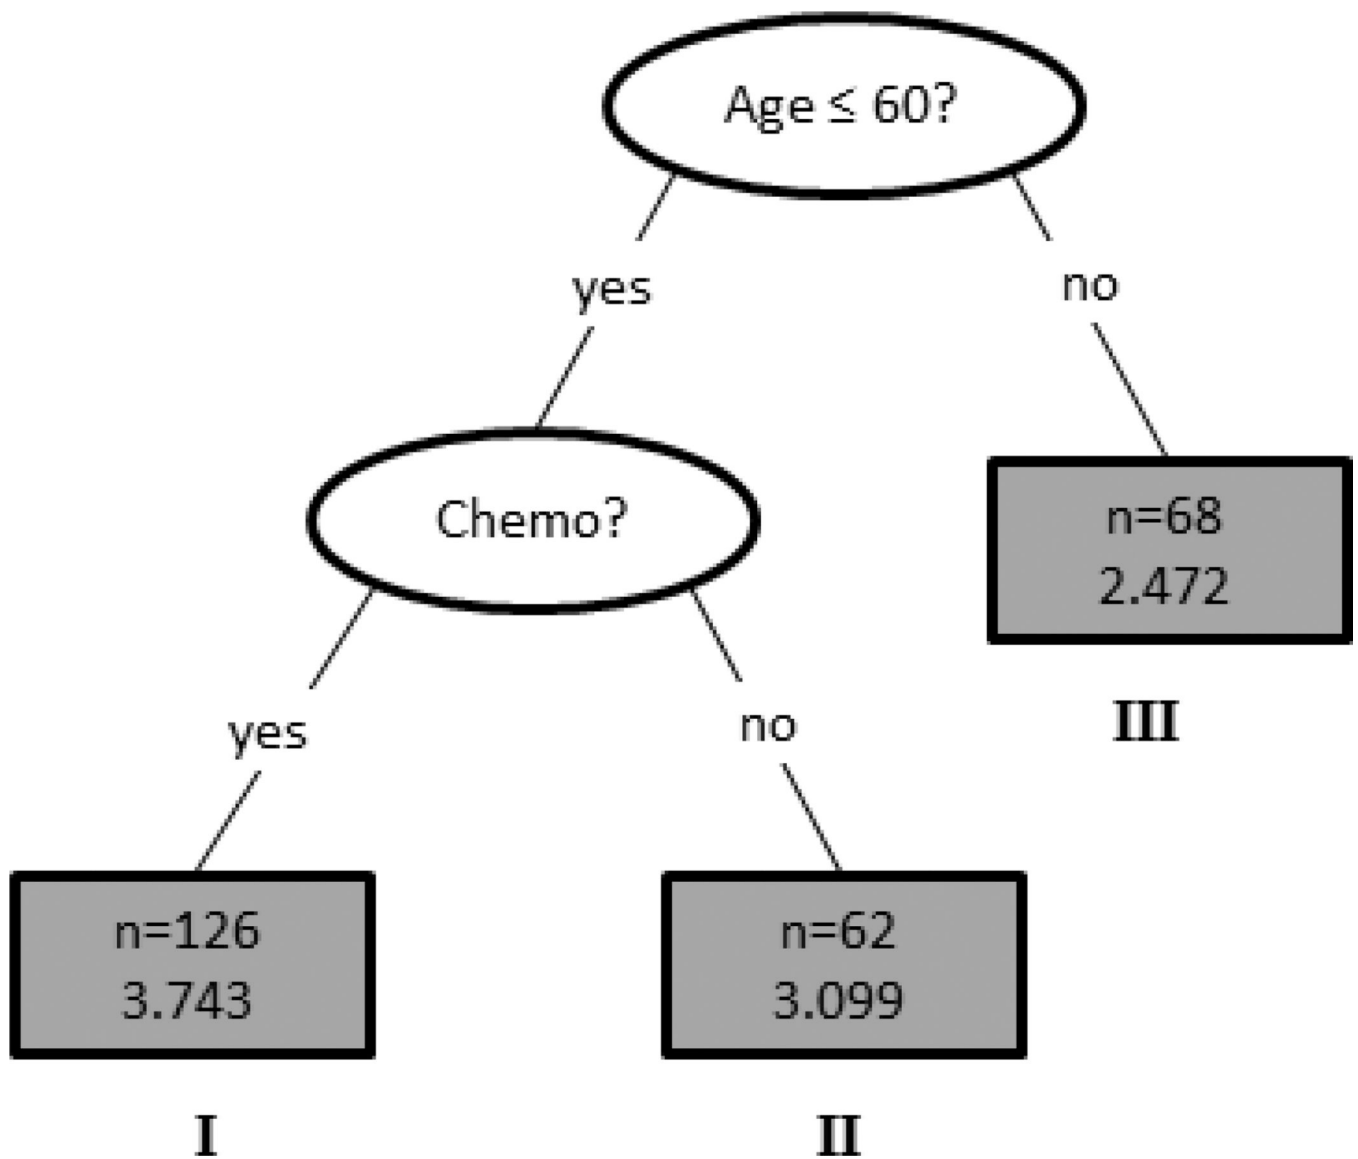 Age ≤ 60?
yes
no
Chemo?
n=68
2.472
III
yes
no
n=126
3.743
I
n=62
3.099
II